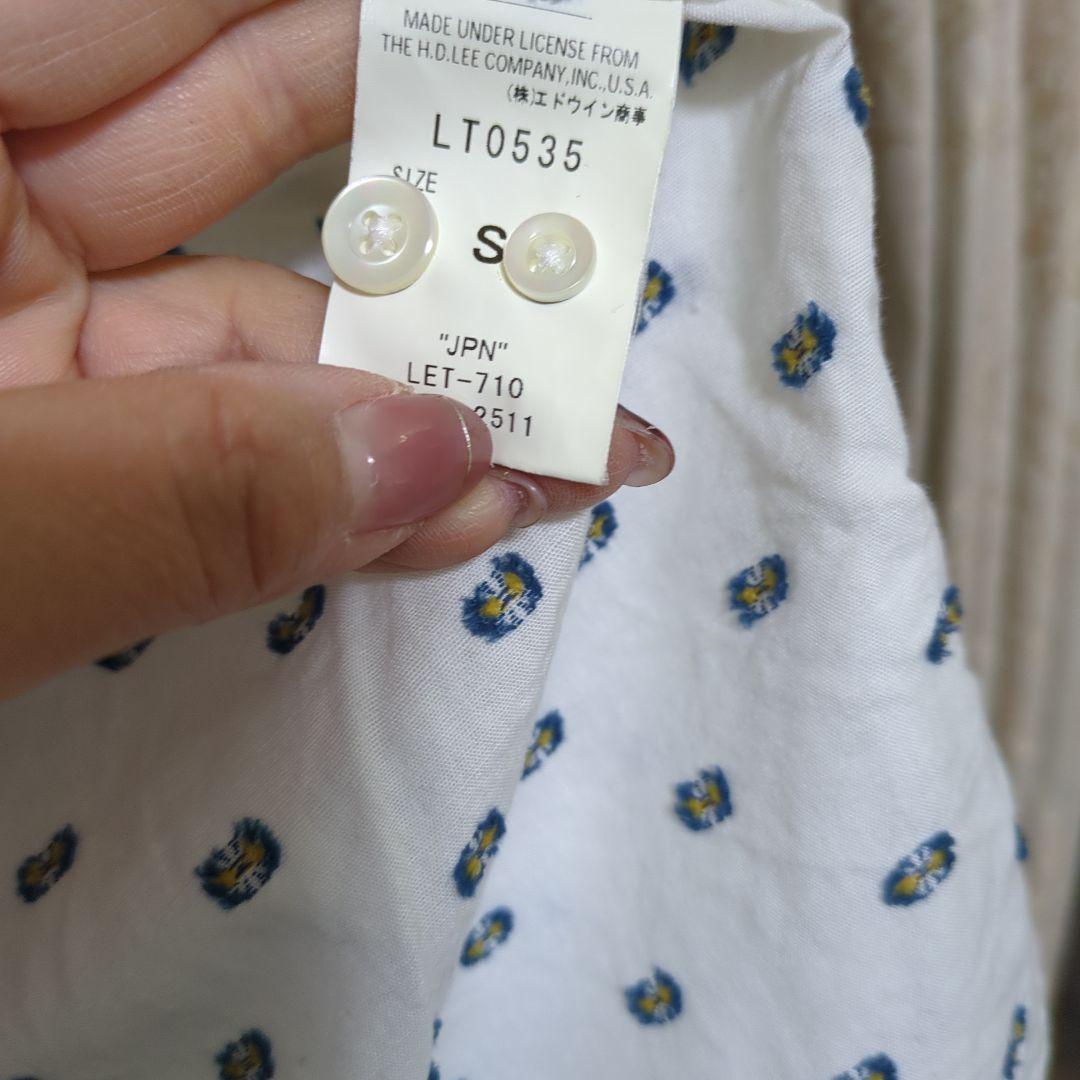 MADE UNDER LICENSE FROM
THE H.D.LEE COMPANY,INC.,U.S.A.
(株)エドウイン商事
LT0535
SIZE
S
"JPN"
LET-710
2511